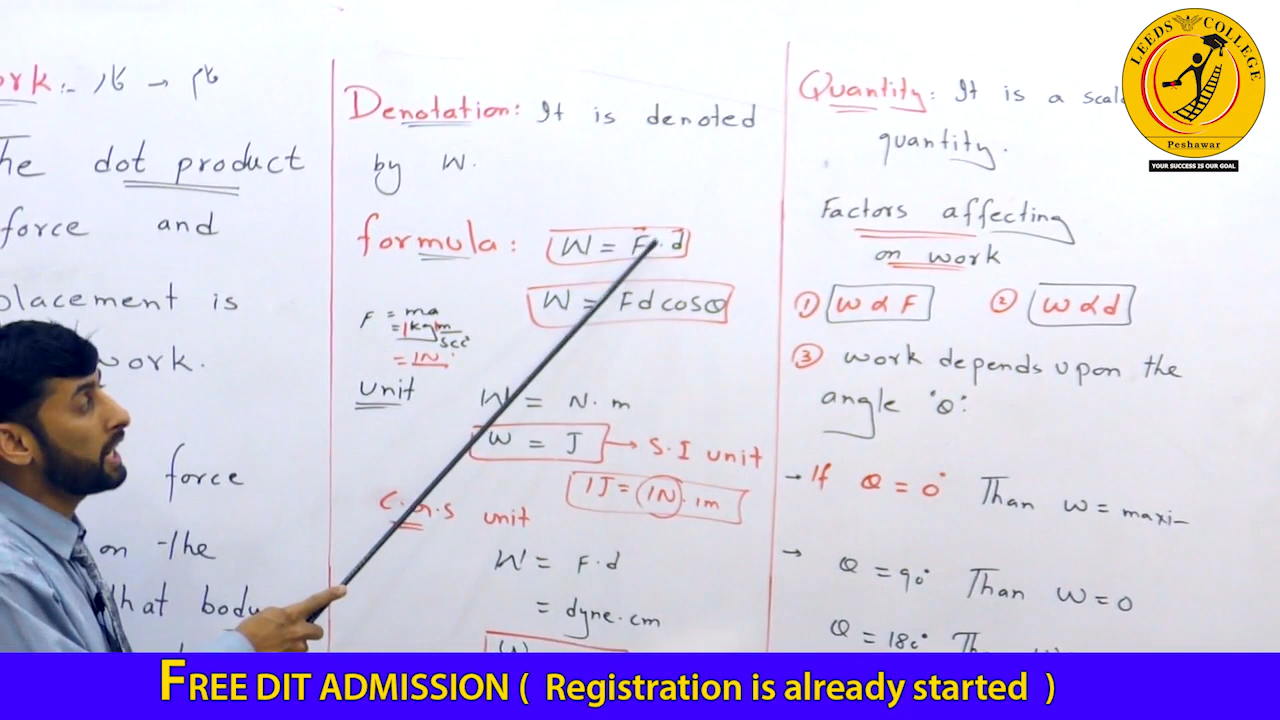 ork:- کار → کام
he dot product
force and
placement is
work.
force
on the
that body
Denotation: It is denoted
by W.
formula: W = F.d
W = Fd cosθ
F = ma
= 1kg m/sec²
= 1N
Unit
W = N.m
W = J → S.I unit
1J = 1N.1m
C.G.S unit
W = F.d
= dyne.cm
W
Quantity: It is a scal
quantity.
Factors affecting
on work
① W α F ② W α d
③ work depends upon the
angle 'θ'.
→ If θ = 0° Than W = maxi-
→ θ = 90° Than W = 0
θ = 180° Tha
LEEDS COLLEGE
Peshawar
YOUR SUCCESS IS OUR GOAL
FREE DIT ADMISSION ( Registration is already started )